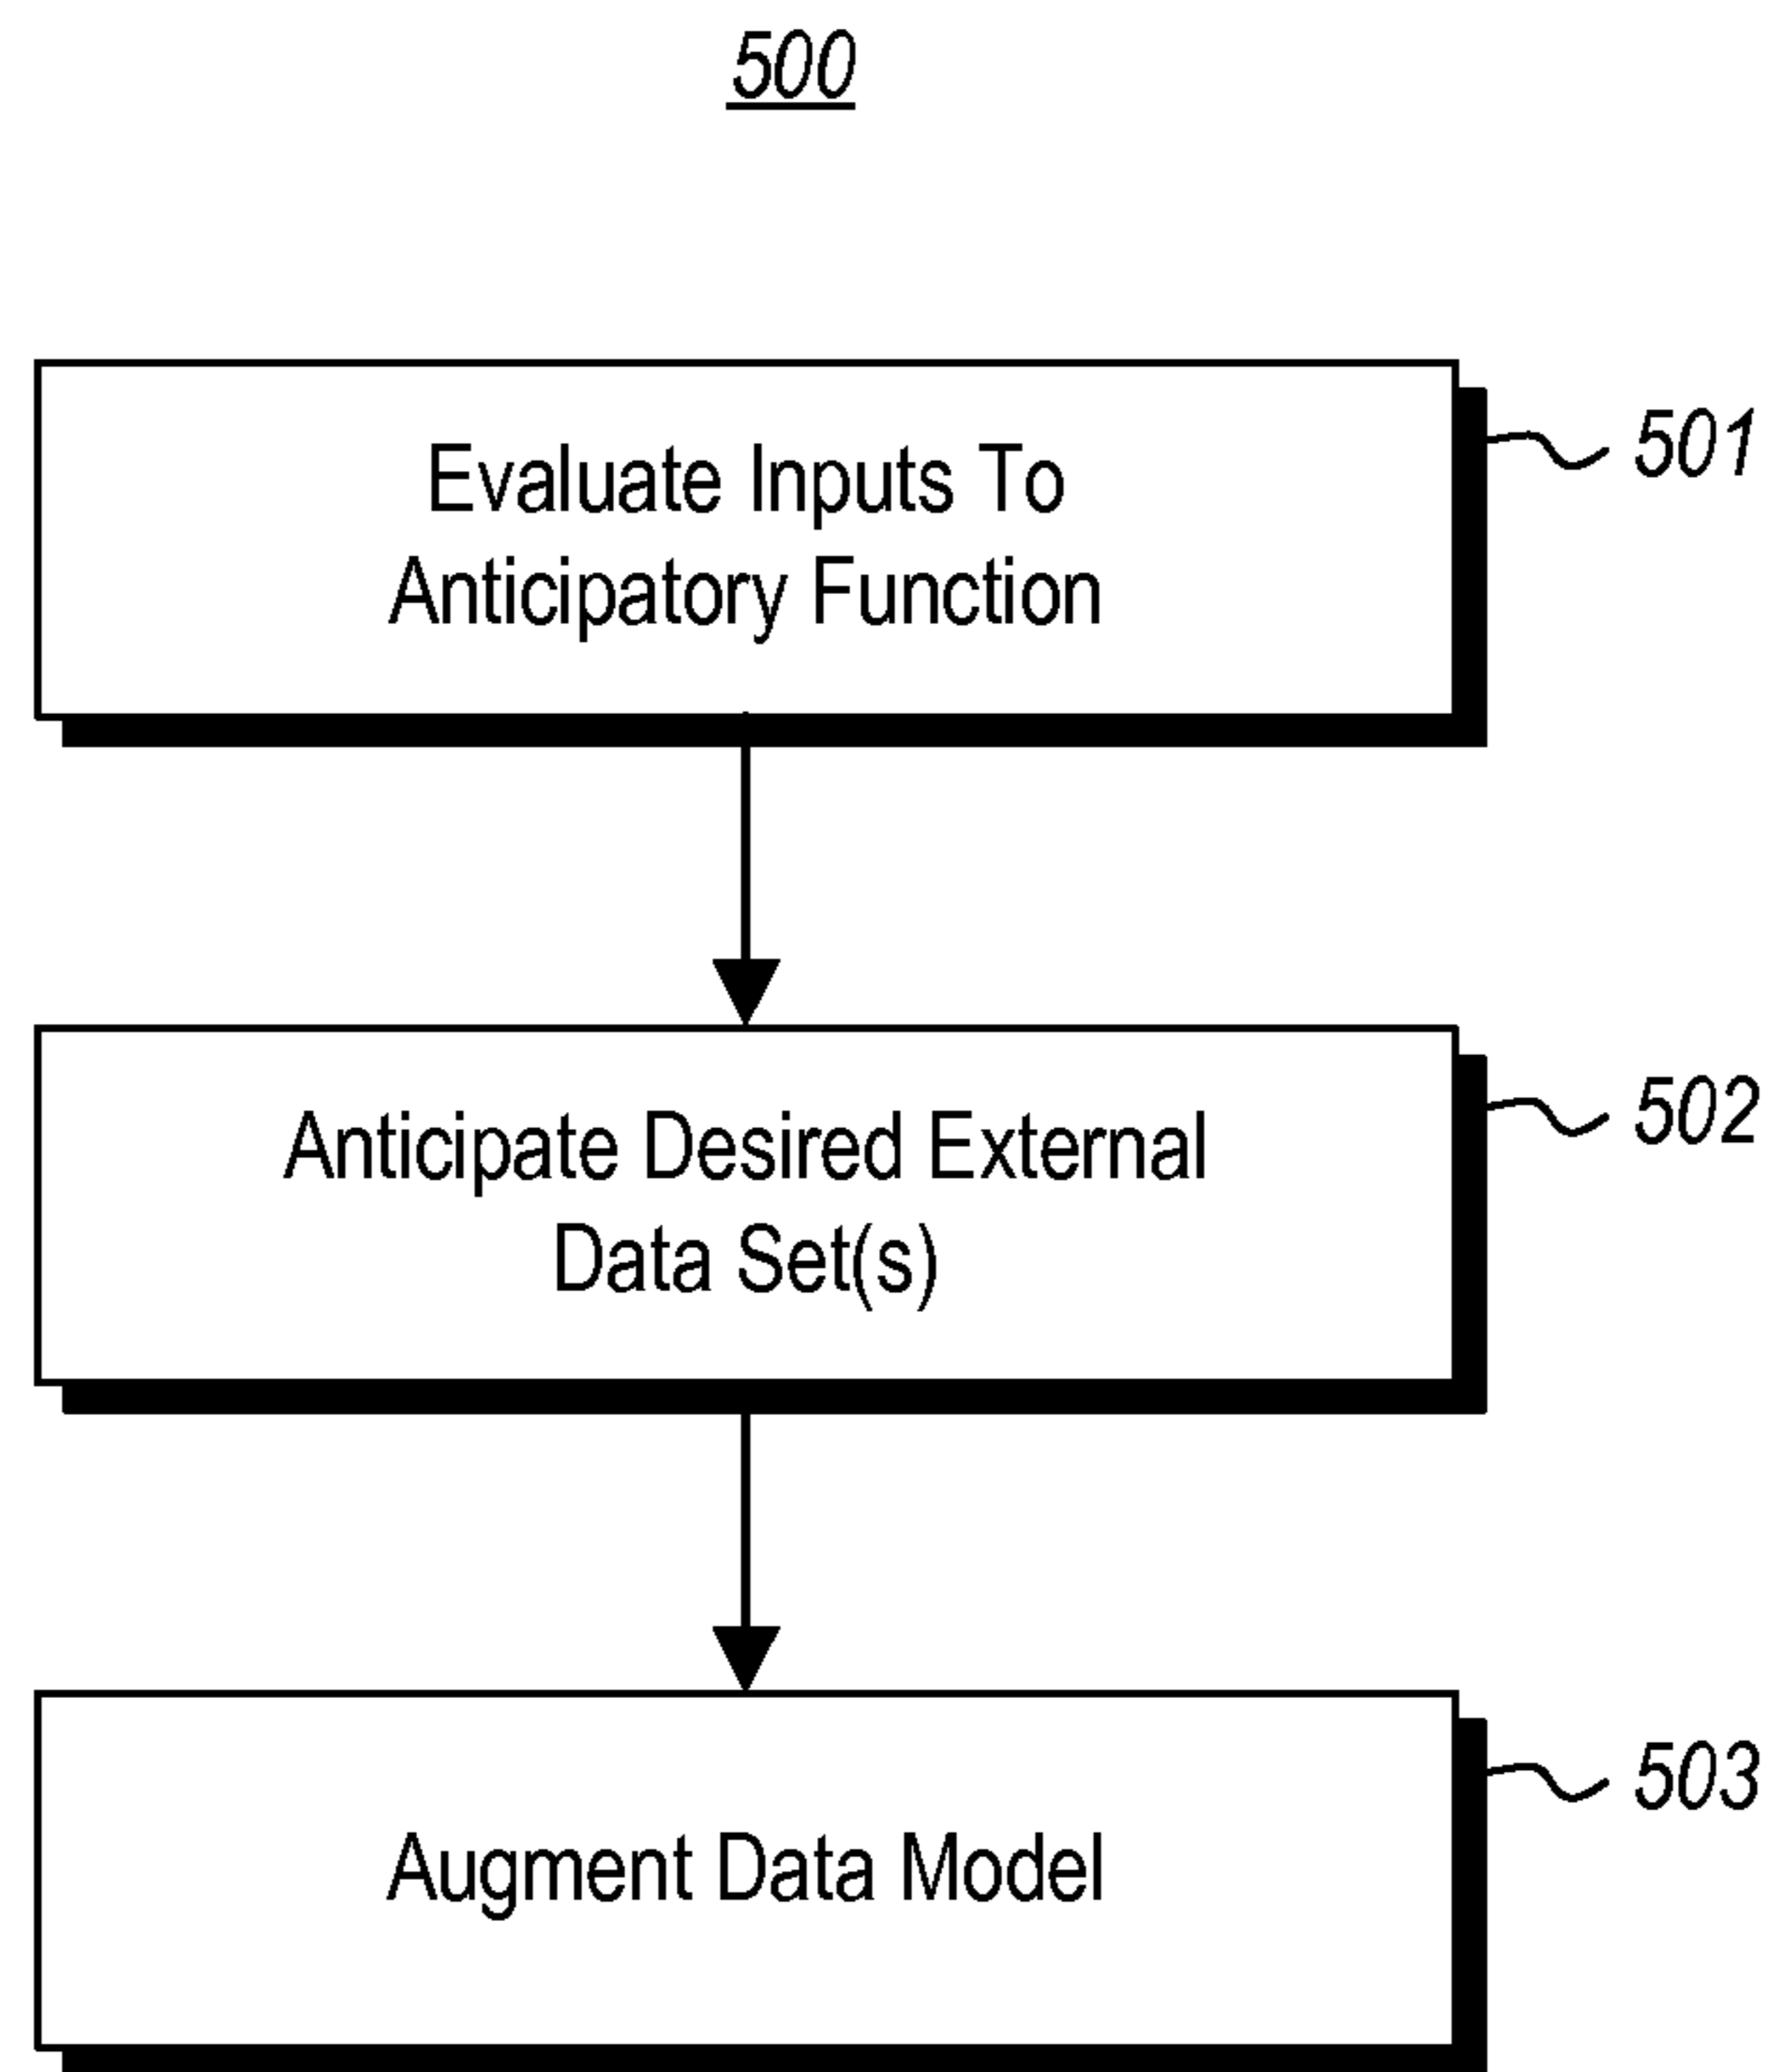 500
Evaluate Inputs To
Anticipatory Function
501
Anticipate Desired External
Data Set(s)
502
Augment Data Model
503